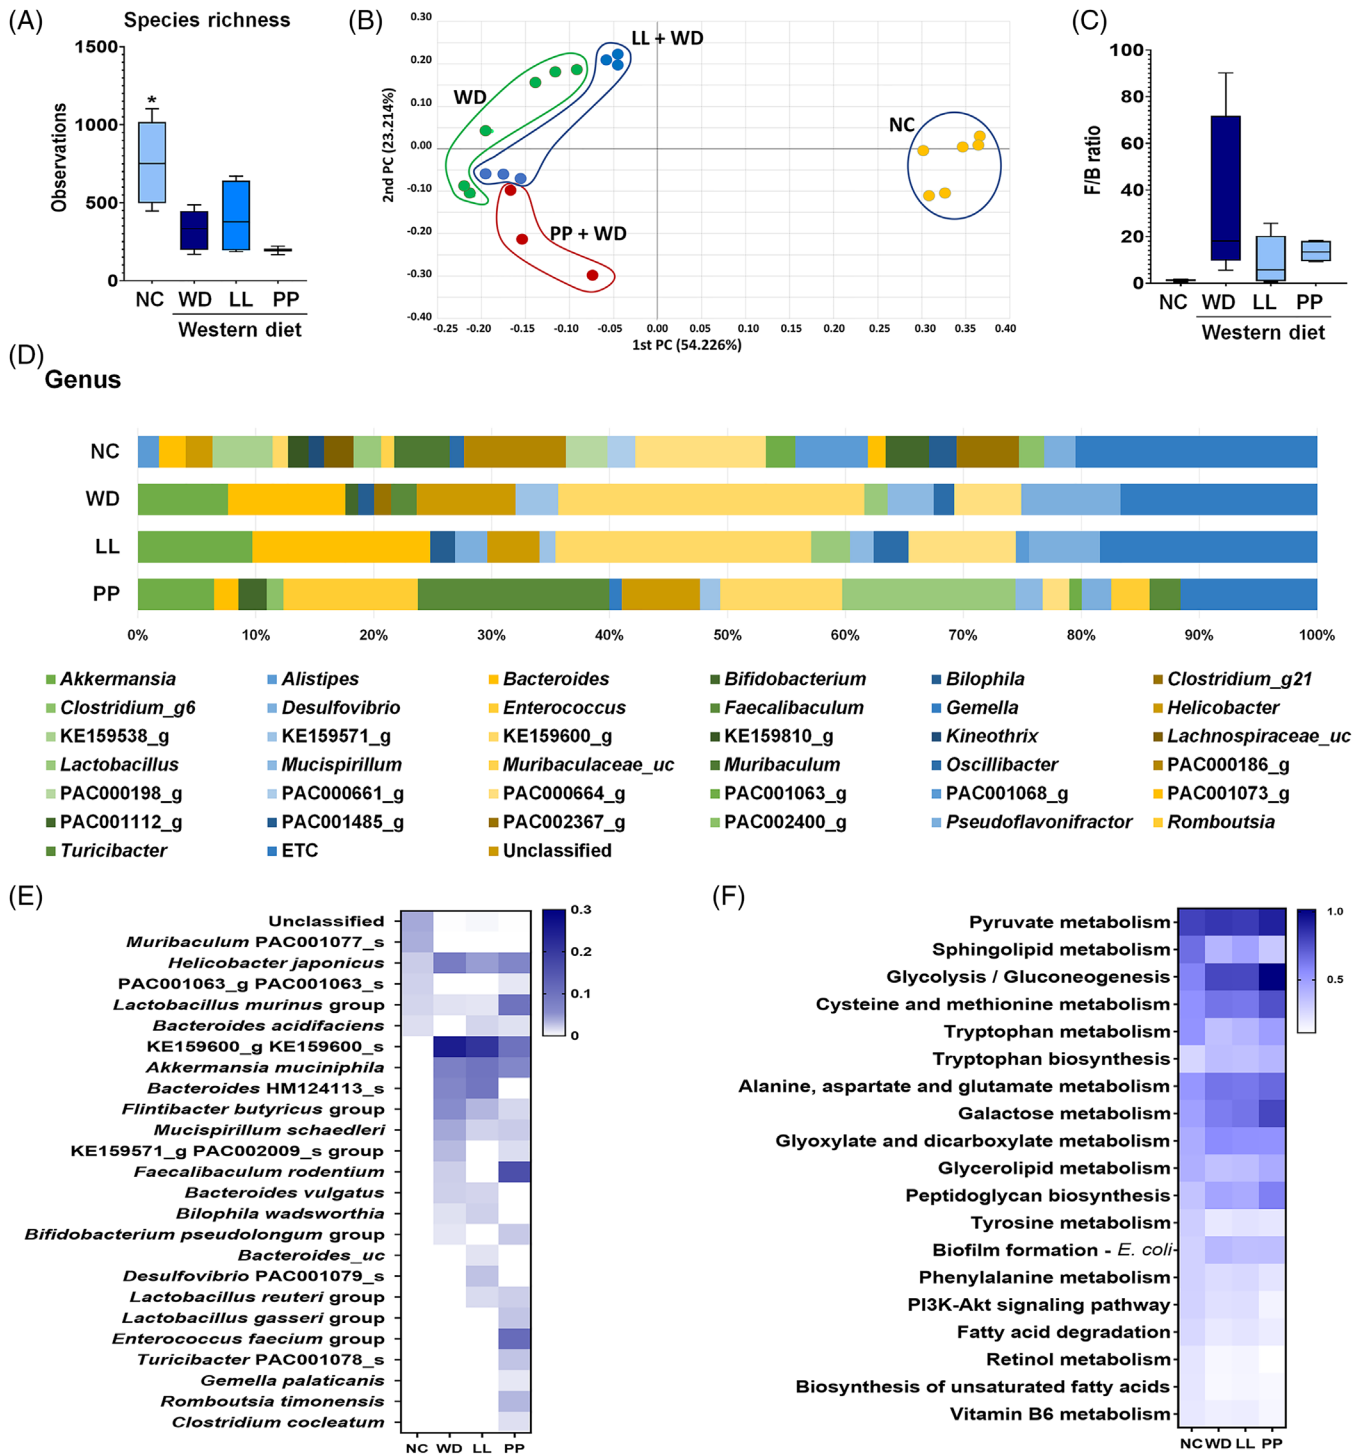 (A)
Species richness
1500
1000
500
0
Observations
*
NC WD LL PP
Western diet
(B)
0.30
0.20
0.10
0.00
-0.10
-0.20
-0.30
-0.40
2nd PC (23.214%)
LL + WD
WD
NC
PP + WD
-0.25 -0.20 -0.15 -0.10 -0.05 0.00 0.05 0.10 0.15 0.20 0.25 0.30 0.35 0.40
1st PC (54.226%)
(C)
100
80
60
40
20
0
F/B ratio
NC WD LL PP
Western diet
(D)
Genus
NC
WD
LL
PP
0% 10% 20% 30% 40% 50% 60% 70% 80% 90% 100%
Akkermansia Alistipes Bacteroides Bifidobacterium Bilophila Clostridium_g21
Clostridium_g6 Desulfovibrio Enterococcus Faecalibaculum Gemella Helicobacter
KE159538_g KE159571_g KE159600_g KE159810_g Kineothrix Lachnospiraceae_uc
Lactobacillus Mucispirillum Muribaculaceae_uc Muribaculum Oscillibacter PAC000186_g
PAC000198_g PAC000661_g PAC000664_g PAC001063_g PAC001068_g PAC001073_g
PAC001112_g PAC001485_g PAC002367_g PAC002400_g Pseudoflavonifractor Romboutsia
Turicibacter ETC Unclassified
(E)
Unclassified
Muribaculum PAC001077_s
Helicobacter japonicus
PAC001063_g PAC001063_s
Lactobacillus murinus group
Bacteroides acidifaciens
KE159600_g KE159600_s
Akkermansia muciniphila
Bacteroides HM124113_s
Flintibacter butyricus group
Mucispirillum schaedleri
KE159571_g PAC002009_s group
Faecalibaculum rodentium
Bacteroides vulgatus
Bilophila wadsworthia
Bifidobacterium pseudolongum group
Bacteroides_uc
Desulfovibrio PAC001079_s
Lactobacillus reuteri group
Lactobacillus gasseri group
Enterococcus faecium group
Turicibacter PAC001078_s
Gemella palaticanis
Romboutsia timonensis
Clostridium cocleatum
NC WD LL PP
0.3
0.2
0.1
0
(F)
Pyruvate metabolism
Sphingolipid metabolism
Glycolysis / Gluconeogenesis
Cysteine and methionine metabolism
Tryptophan metabolism
Tryptophan biosynthesis
Alanine, aspartate and glutamate metabolism
Galactose metabolism
Glyoxylate and dicarboxylate metabolism
Glycerolipid metabolism
Peptidoglycan biosynthesis
Tyrosine metabolism
Biofilm formation - E. coli
Phenylalanine metabolism
PI3K-Akt signaling pathway
Fatty acid degradation
Retinol metabolism
Biosynthesis of unsaturated fatty acids
Vitamin B6 metabolism
NC WD LL PP
1.0
0.5